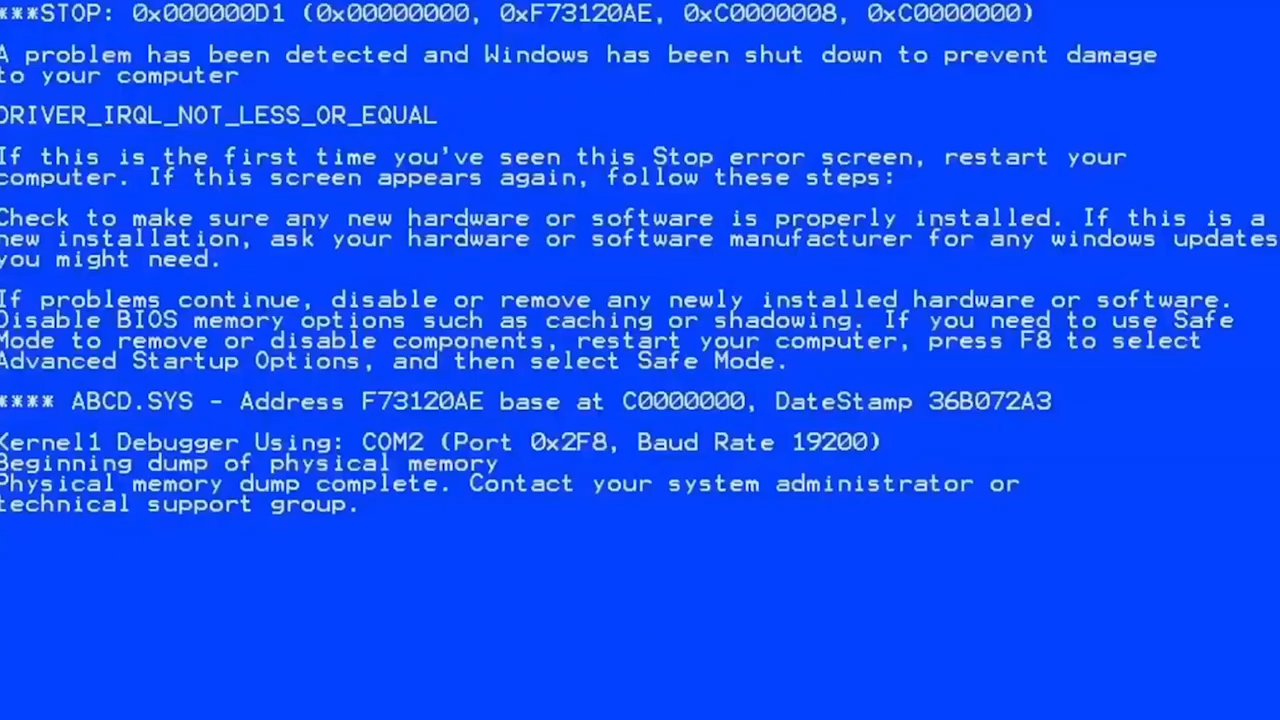 ***STOP: 0x000000D1 (0x00000000, 0xF73120AE, 0xC0000008, 0xC0000000)
A problem has been detected and Windows has been shut down to prevent damage
to your computer
DRIVER_IRQL_NOT_LESS_OR_EQUAL
If this is the first time you've seen this Stop error screen, restart your
computer. If this screen appears again, follow these steps:
Check to make sure any new hardware or software is properly installed. If this is a
new installation, ask your hardware or software manufacturer for any windows updates
you might need.
If problems continue, disable or remove any newly installed hardware or software.
Disable BIOS memory options such as caching or shadowing. If you need to use Safe
Mode to remove or disable components, restart your computer, press F8 to select
Advanced Startup Options, and then select Safe Mode.
**** ABCD.SYS - Address F73120AE base at C0000000, DateStamp 36B072A3
Kernel1 Debugger Using: COM2 (Port 0x2F8, Baud Rate 19200)
Beginning dump of physical memory
Physical memory dump complete. Contact your system administrator or
technical support group.